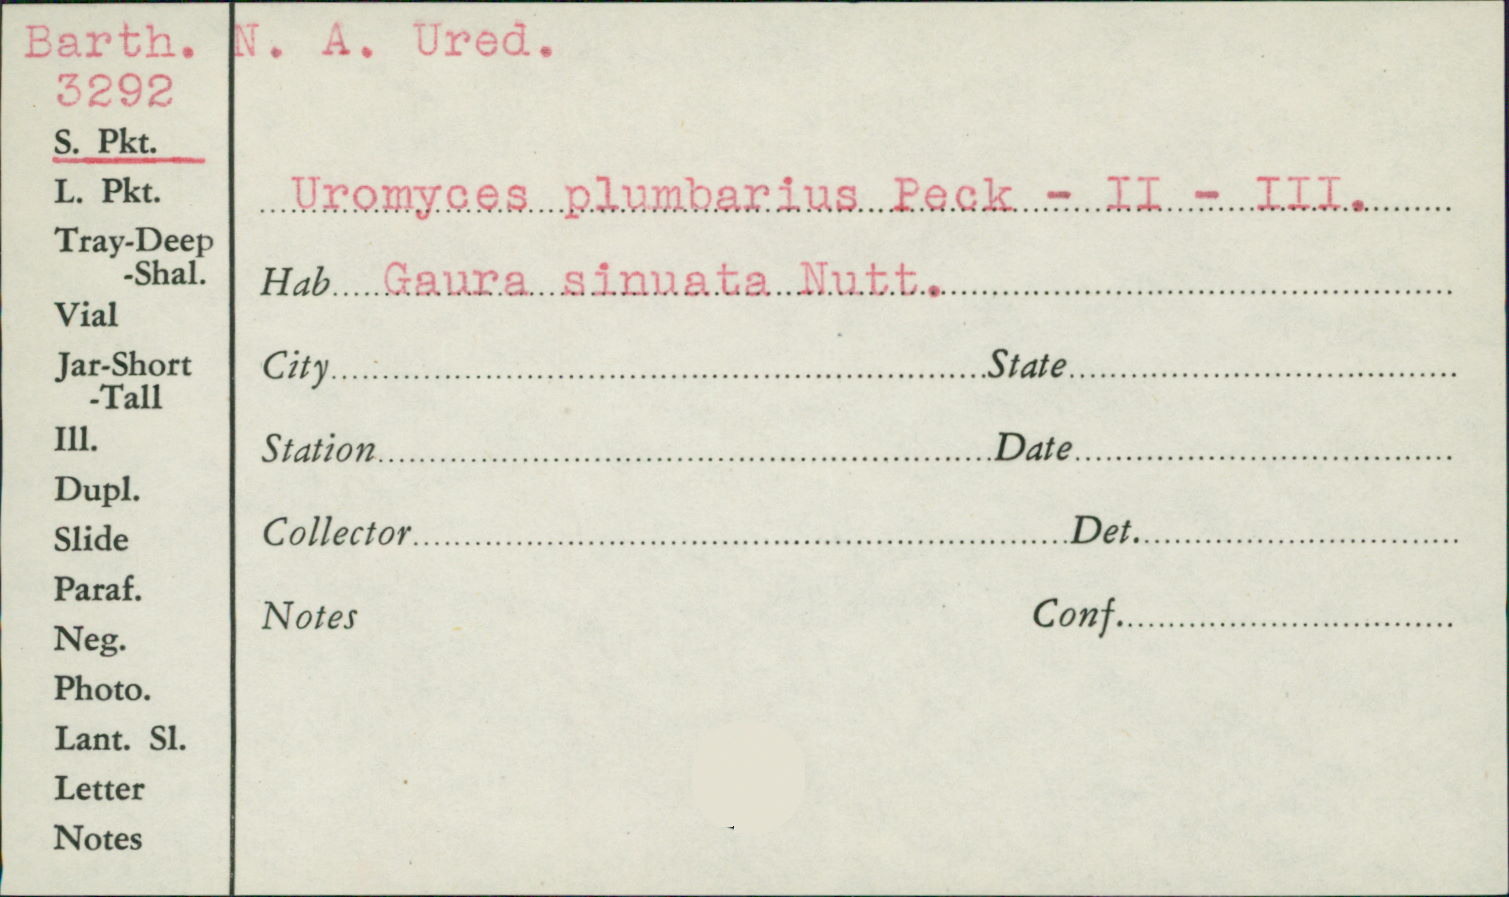 Barth. N. A. Ured.
3292
S. Pkt.
L. Pkt.
Tray-Deep
-Shal.
Vial
Jar-Short
-Tall
Ill.
Dupl.
Slide
Paraf.
Neg.
Photo.
Lant. Sl.
Letter
Notes
Uromyces plumbarius Peck - II - III.
Hab. Gaura sinuata Nutt.
City State
Station Date
Collector Det.
Notes Conf.